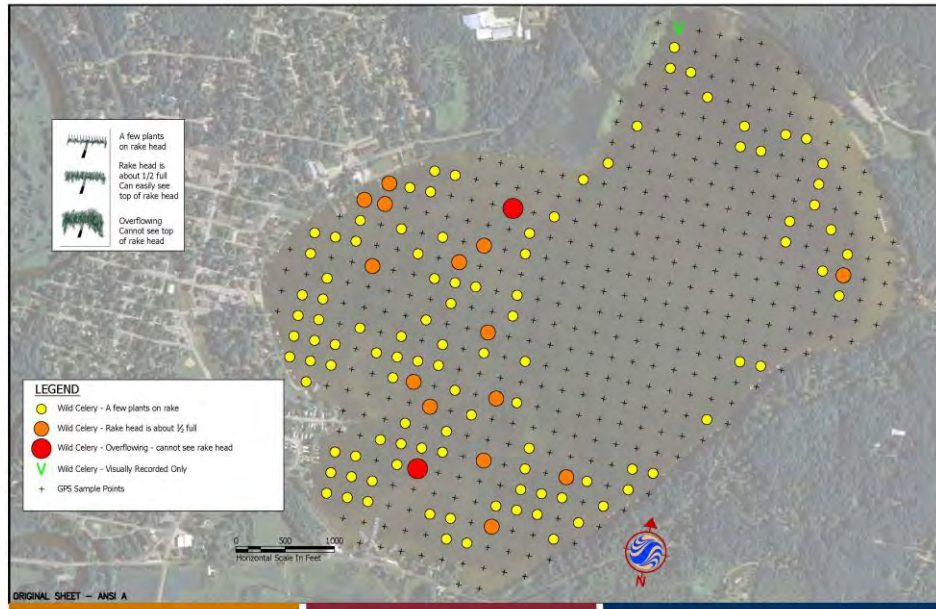 V
A few plants
on rake head
Rake head is
about 1/2 full
Can easily see
top of rake head
Overflowing
Cannot see top
of rake head
LEGEND
Wild Celery - A few plants on rake
Wild Celery - Rake head is about ½ full
Wild Celery - Overflowing - cannot see rake head
V Wild Celery - Visually Recorded Only
GPS Sample Points
0 500 1000
Horizontal Scale In Feet
N
ORIGINAL SHEET - ANSI A